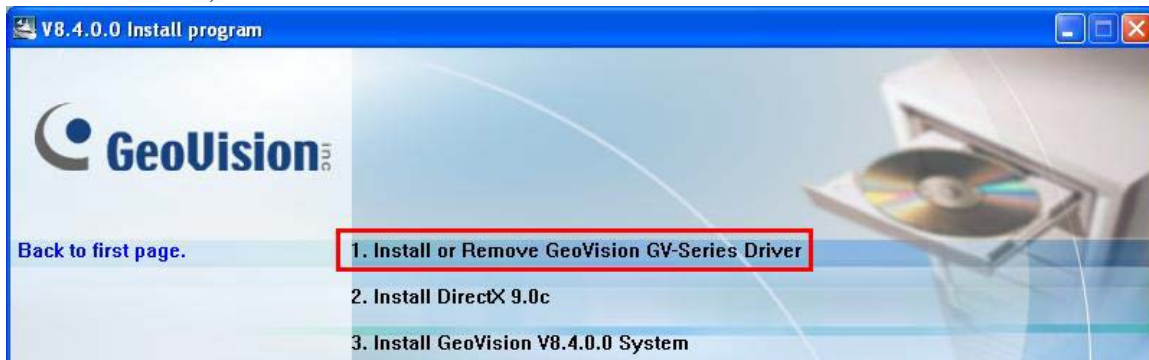 V8.4.0.0 Install program
GeoVision inc
Back to first page.
1. Install or Remove GeoVision GV-Series Driver
2. Install DirectX 9.0c
3. Install GeoVision V8.4.0.0 System